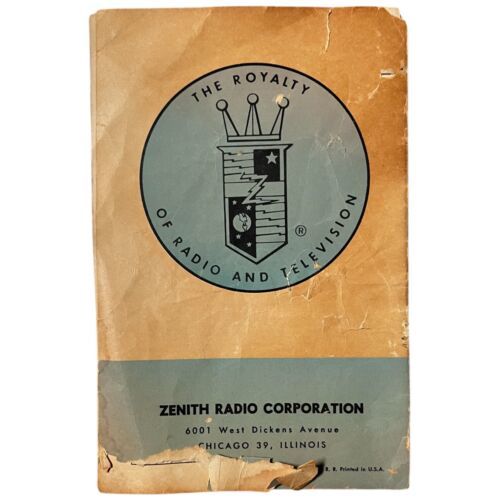 THE ROYALTY
OF RADIO AND TELEVISION
®
ZENITH RADIO CORPORATION
6001 West Dickens Avenue
CHICAGO 39, ILLINOIS
R. R. Printed in U.S.A.